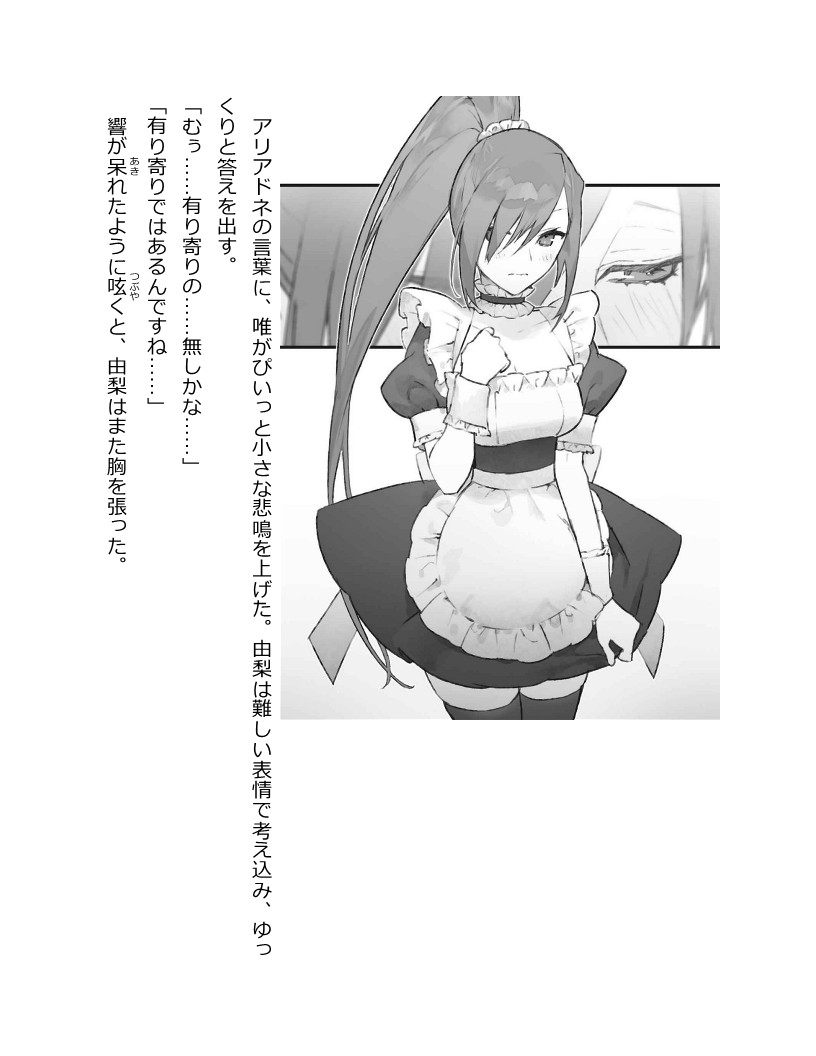 アリアドネの言葉に、唯がぴいっと小さな悲鳴を上げた。由梨は難しい表情で考え込み、ゆっ
くりと答えを出す。
「むぅ……有り寄りの……無しかな……」
「有り寄りではあるんですね……」
響が呆れたように呟くと、由梨はまた胸を張った。